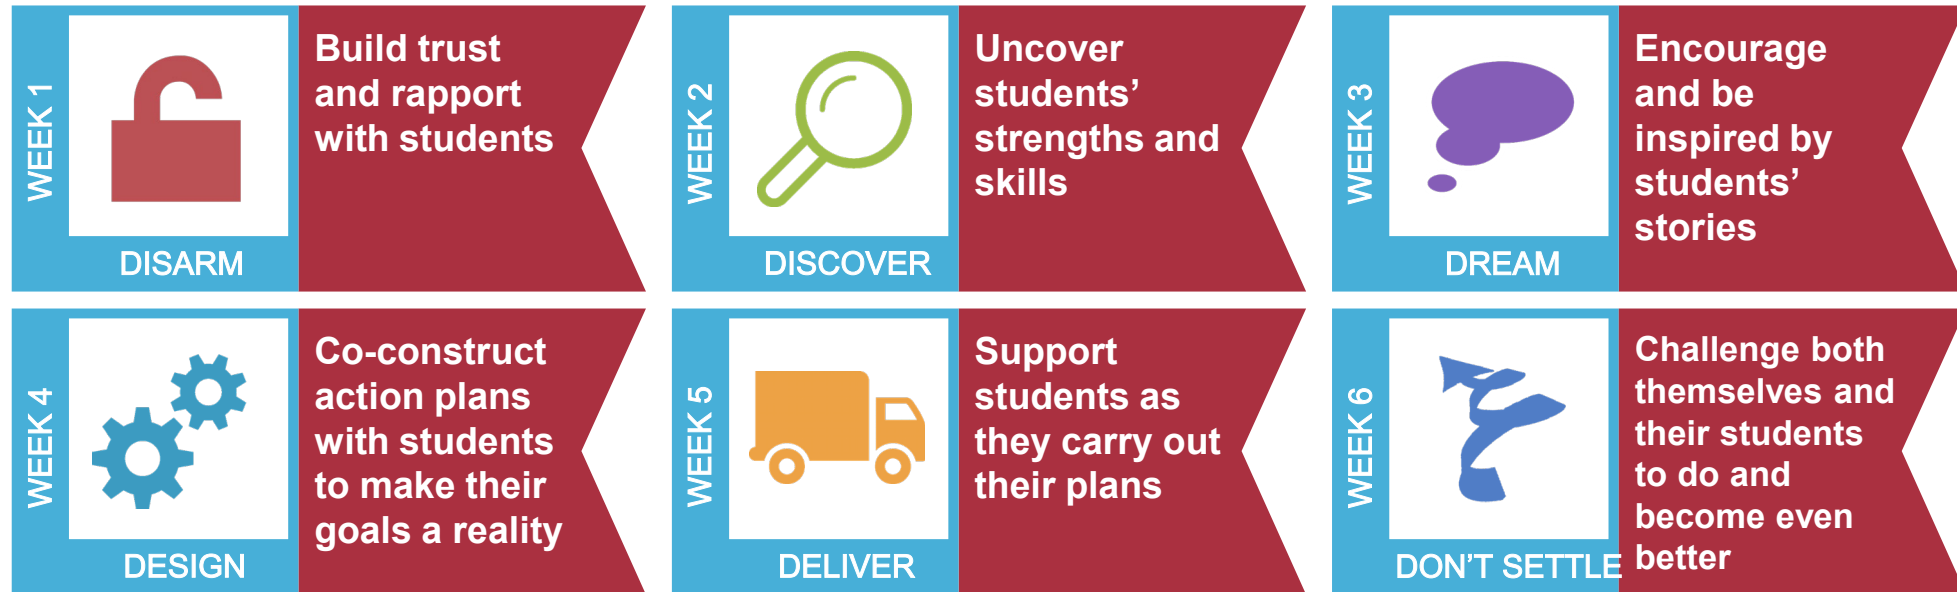 WEEK 1
DISARM
Build trust
and rapport
with students
WEEK 2
DISCOVER
Uncover
students’
strengths and
skills
WEEK 3
DREAM
Encourage
and be
inspired by
students’
stories
WEEK 4
DESIGN
Co-construct
action plans
with students
to make their
goals a reality
WEEK 5
DELIVER
Support
students as
they carry out
their plans
WEEK 6
DON’T SETTLE
Challenge both
themselves and
their students
to do and
become even
better